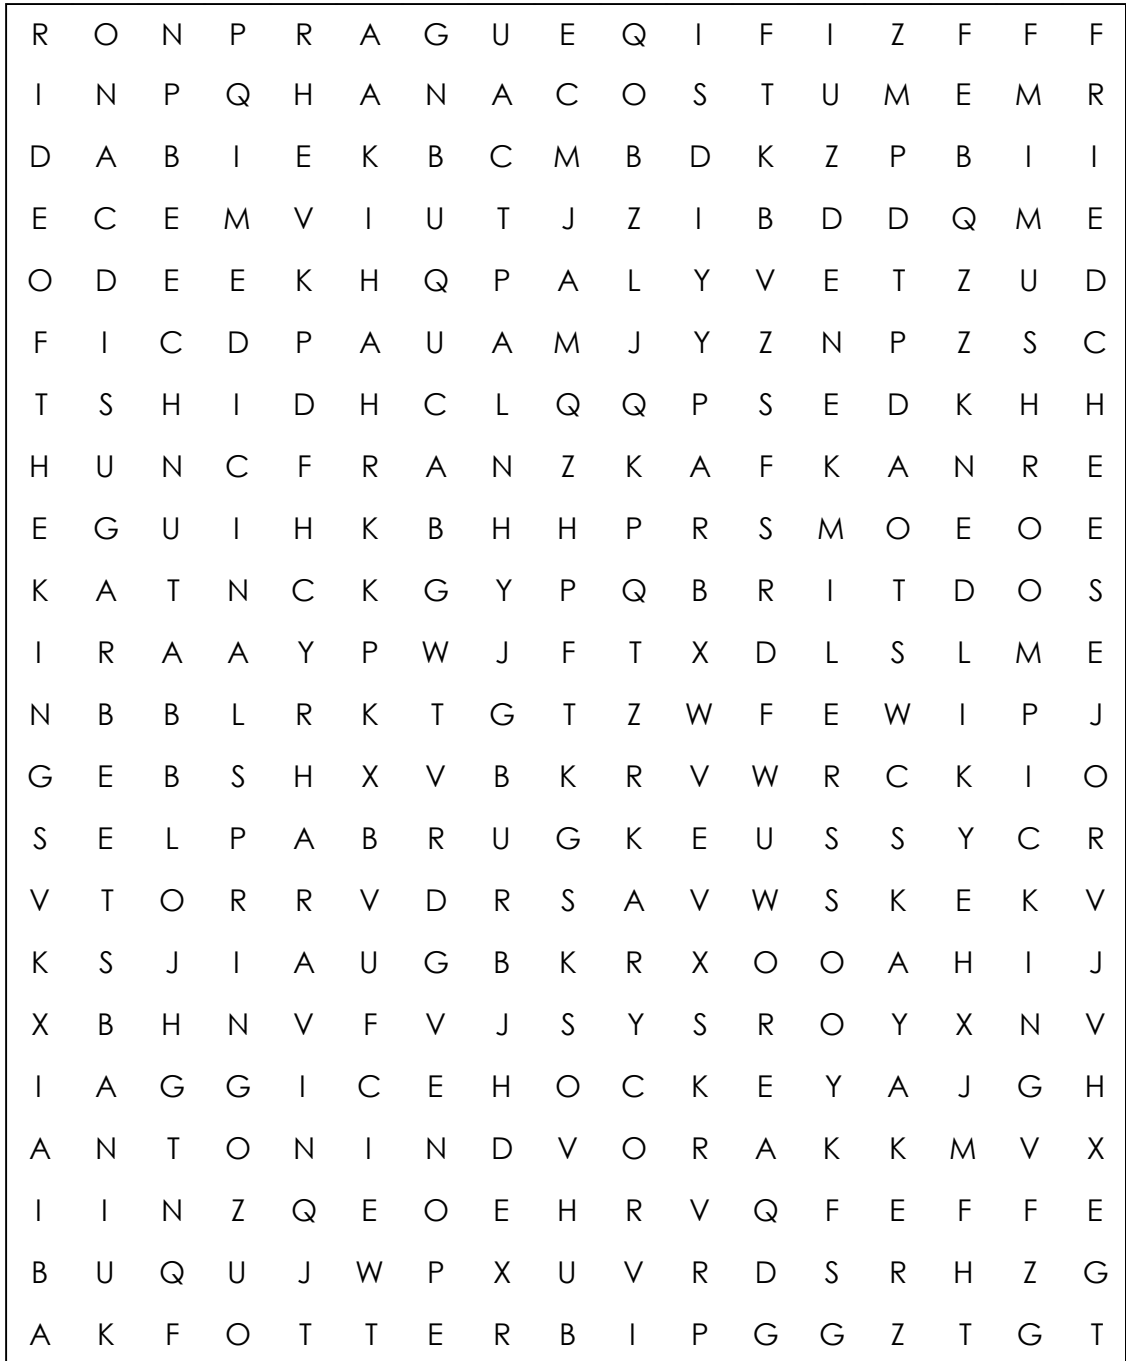 R O N P R A G U E Q I F I Z F F F
I N P Q H A N A C O S T U M E M R
D A B I E K B C M B D K Z P B I I
E C E M V I U T J Z I B D D Q M E
O D E E K H Q P A L Y V E T Z U D
F I C D P A U A M J Y Z N P Z S C
T S H I D H C L Q Q P S E D K H H
H U N C F R A N Z K A F K A N R E
E G U I H K B H H P R S M O E O E
K A T N C K G Y P Q B R I T D O S
I R A A Y P W J F T X D L S L M E
N B B L R K T G T Z W F E W I P J
G E B S H X V B K R V W R C K I O
S E L P A B R U G K E U S S Y C R
V T O R R V D R S A V W S K E K V
K S J I A U G B K R X O O A H I J
X B H N V F V J S Y S R O Y X N V
I A G G I C E H O C K E Y A J G H
A N T O N I N D V O R A K K M V X
I I N Z Q E O E H R V Q F E F F E
B U Q U J W P X U V R D S R H Z G
A K F O T T E R B I P G G Z T G T